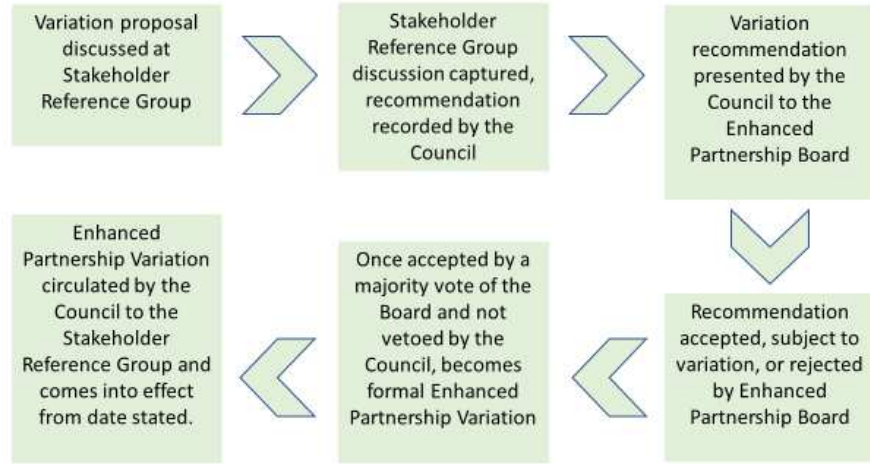 Variation proposal
discussed at
Stakeholder
Reference Group
Stakeholder
Reference Group
discussion captured,
recommendation
recorded by the
Council
Variation
recommendation
presented by the
Council to the
Enhanced
Partnership Board
Recommendation
accepted, subject to
variation, or rejected
by Enhanced
Partnership Board
Once accepted by a
majority vote of the
Board and not
vetoed by the
Council, becomes
formal Enhanced
Partnership Variation
Enhanced
Partnership Variation
circulated by the
Council to the
Stakeholder
Reference Group and
comes into effect
from date stated.